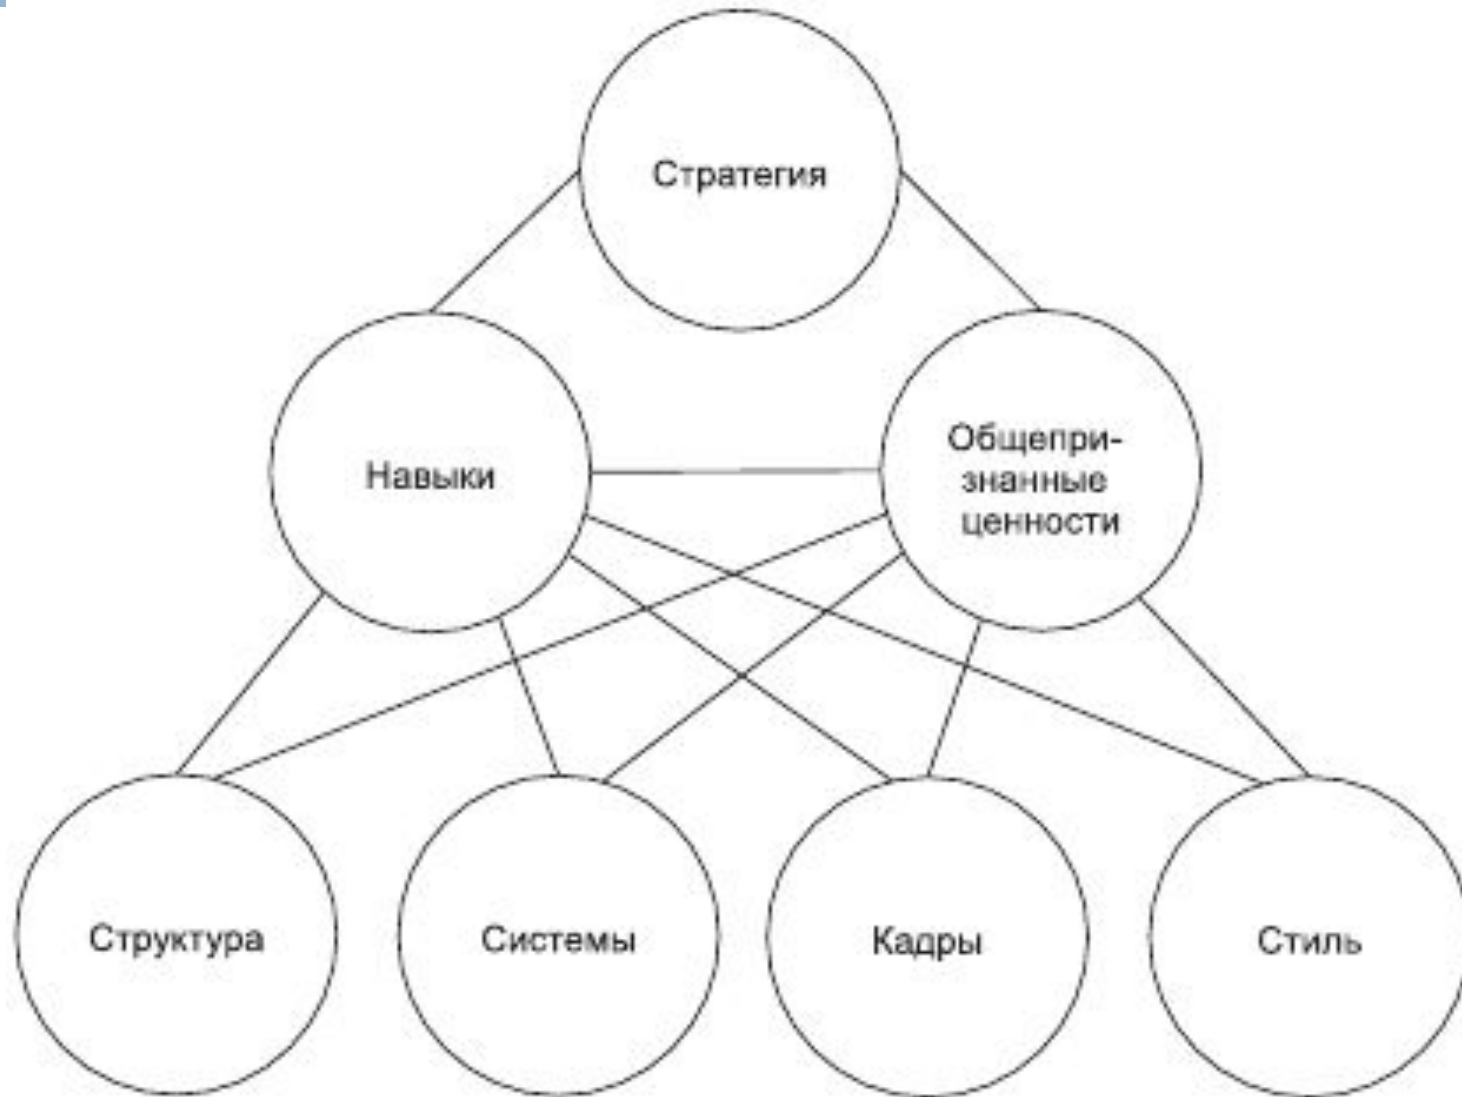 Стратегия
Навыки
Общепри-
знанные
ценности
Структура
Системы
Кадры
Стиль